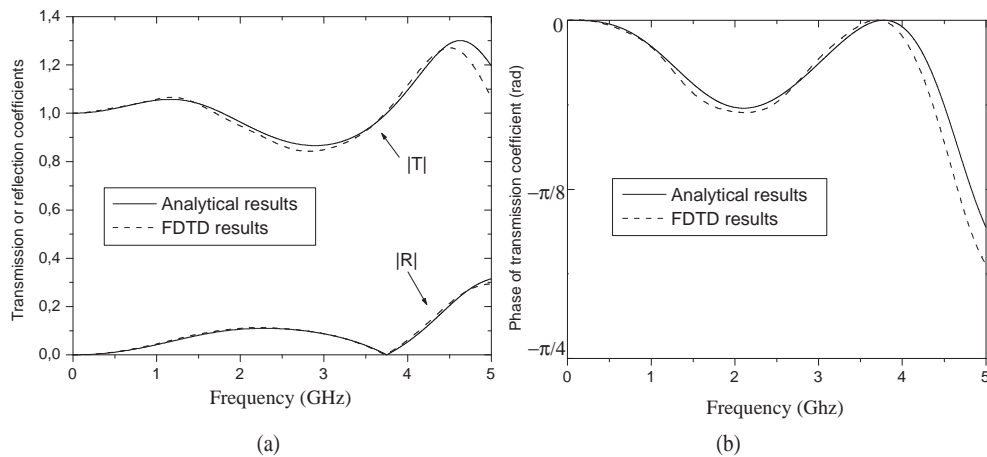 1,4
1,2
1,0
0,8
0,6
0,4
0,2
0,0
Transmission or reflection coefficients
|T|
Analytical results
FDTD results
|R|
0 1 2 3 4 5
Frequency (GHz)
(a)
0
−π/8
−π/4
Phase of transmission coefficient (rad)
Analytical results
FDTD results
0 1 2 3 4 5
Frequency (Ghz)
(b)